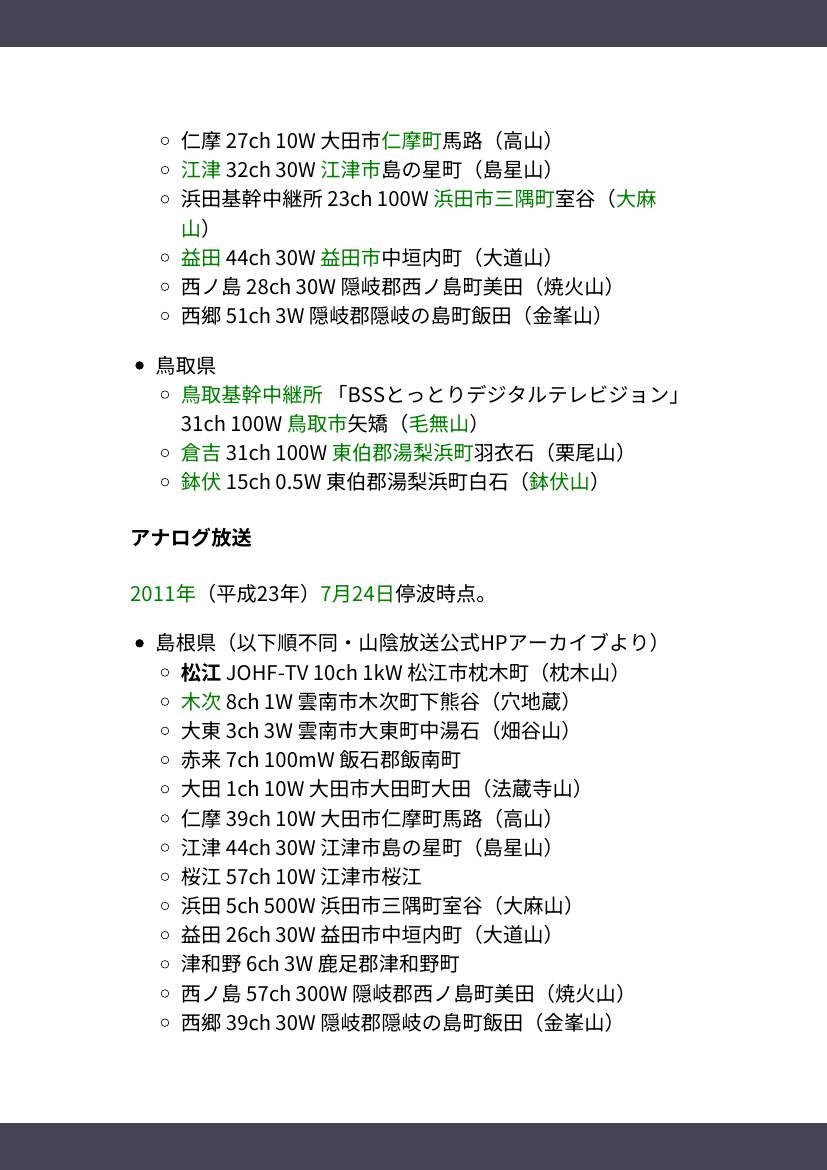 仁摩 27ch 10W 大田市仁摩町馬路（高山）
江津 32ch 30W 江津市島の星町（島星山）
浜田基幹中継所 23ch 100W 浜田市三隅町室谷（大麻
山）
益田 44ch 30W 益田市中垣内町（大道山）
西ノ島 28ch 30W 隠岐郡西ノ島町美田（焼火山）
西郷 51ch 3W 隠岐郡隠岐の島町飯田（金峯山）
鳥取県
鳥取基幹中継所 「BSSとっとりデジタルテレビジョン」
31ch 100W 鳥取市矢矯（毛無山）
倉吉 31ch 100W 東伯郡湯梨浜町羽衣石（栗尾山）
鉢伏 15ch 0.5W 東伯郡湯梨浜町白石（鉢伏山）
アナログ放送
2011年（平成23年）7月24日停波時点。
島根県（以下順不同・山陰放送公式HPアーカイブより）
松江 JOHF-TV 10ch 1kW 松江市枕木町（枕木山）
木次 8ch 1W 雲南市木次町下熊谷（穴地蔵）
大東 3ch 3W 雲南市大東町中湯石（畑谷山）
赤来 7ch 100mW 飯石郡飯南町
大田 1ch 10W 大田市大田町大田（法蔵寺山）
仁摩 39ch 10W 大田市仁摩町馬路（高山）
江津 44ch 30W 江津市島の星町（島星山）
桜江 57ch 10W 江津市桜江
浜田 5ch 500W 浜田市三隅町室谷（大麻山）
益田 26ch 30W 益田市中垣内町（大道山）
津和野 6ch 3W 鹿足郡津和野町
西ノ島 57ch 300W 隠岐郡西ノ島町美田（焼火山）
西郷 39ch 30W 隠岐郡隠岐の島町飯田（金峯山）